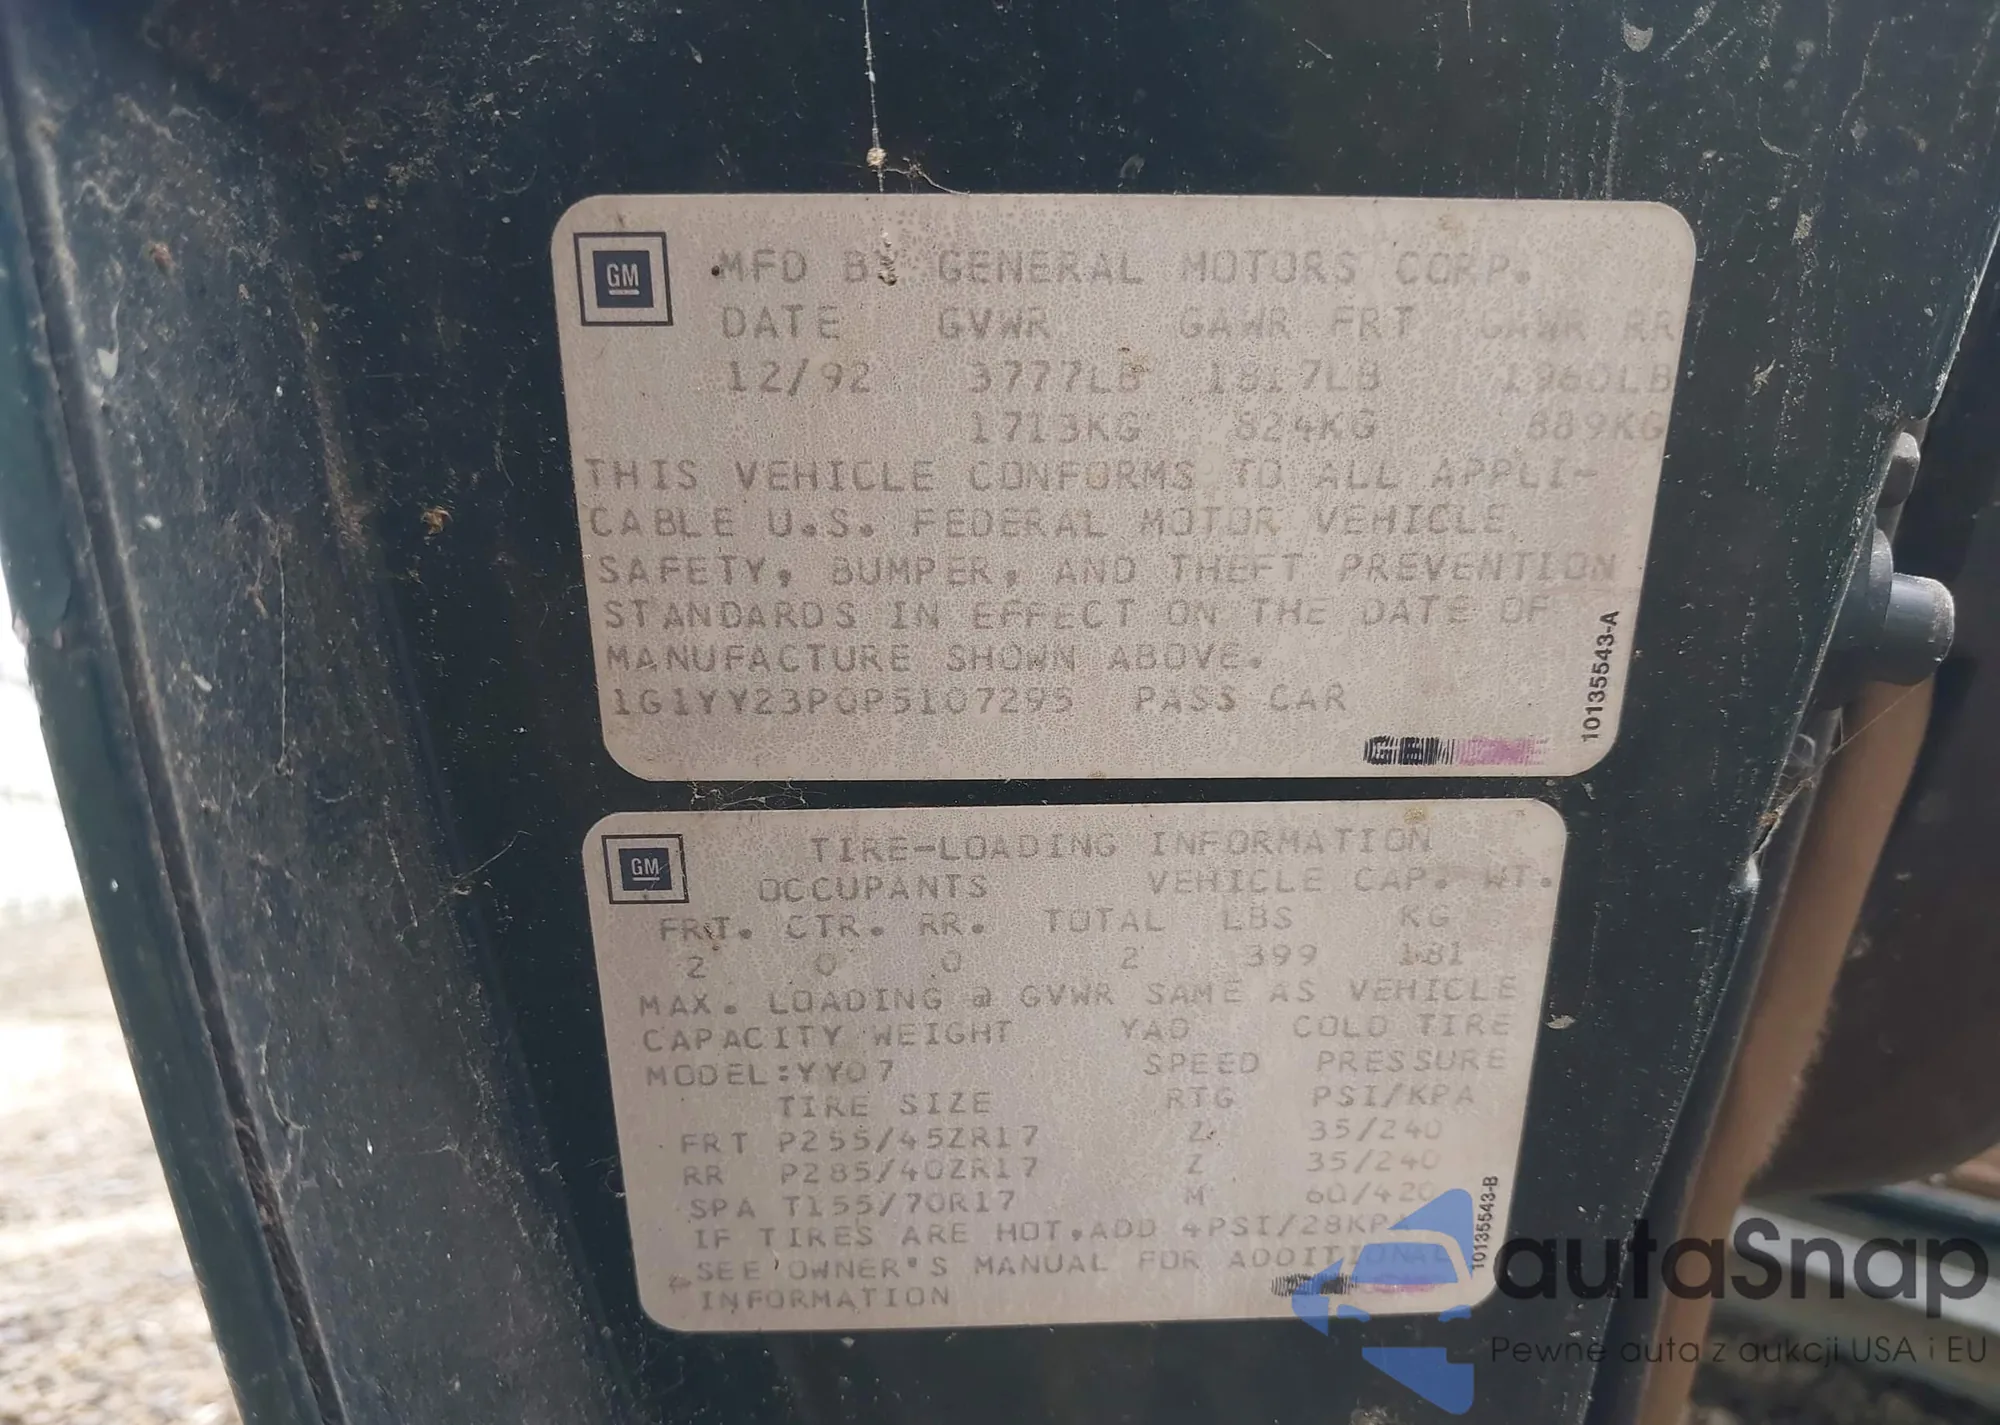 GM
MFD BY GENERAL MOTORS CORP.
DATE GVWR GAWR FRT GAWR RR
12/92 3777LB 1817LB 1960LB
1713KG 824KG 889KG
THIS VEHICLE CONFORMS TO ALL APPLI-
CABLE U.S. FEDERAL MOTOR VEHICLE
SAFETY, BUMPER, AND THEFT PREVENTION
STANDARDS IN EFFECT ON THE DATE OF
MANUFACTURE SHOWN ABOVE.
1G1YY23P0P5107295 PASS CAR
10135543-A
GM
TIRE-LOADING INFORMATION
OCCUPANTS VEHICLE CAP. WT.
FRT. CTR. RR. TOTAL LBS KG
2 0 0 2 399 181
MAX. LOADING @ GVWR SAME AS VEHICLE
CAPACITY WEIGHT YAD COLD TIRE
MODEL:YY07 SPEED PRESSURE
TIRE SIZE RTG PSI/KPA
FRT P255/45ZR17 Z 35/240
RR P285/40ZR17 Z 35/240
SPA T155/70R17 M 60/420
IF TIRES ARE HOT,ADD 4PSI/28KPA
SEE OWNER'S MANUAL FOR ADDITIONAL
INFORMATION
10135543-B
autaSnap
Pewne auta z aukcji USA i EU